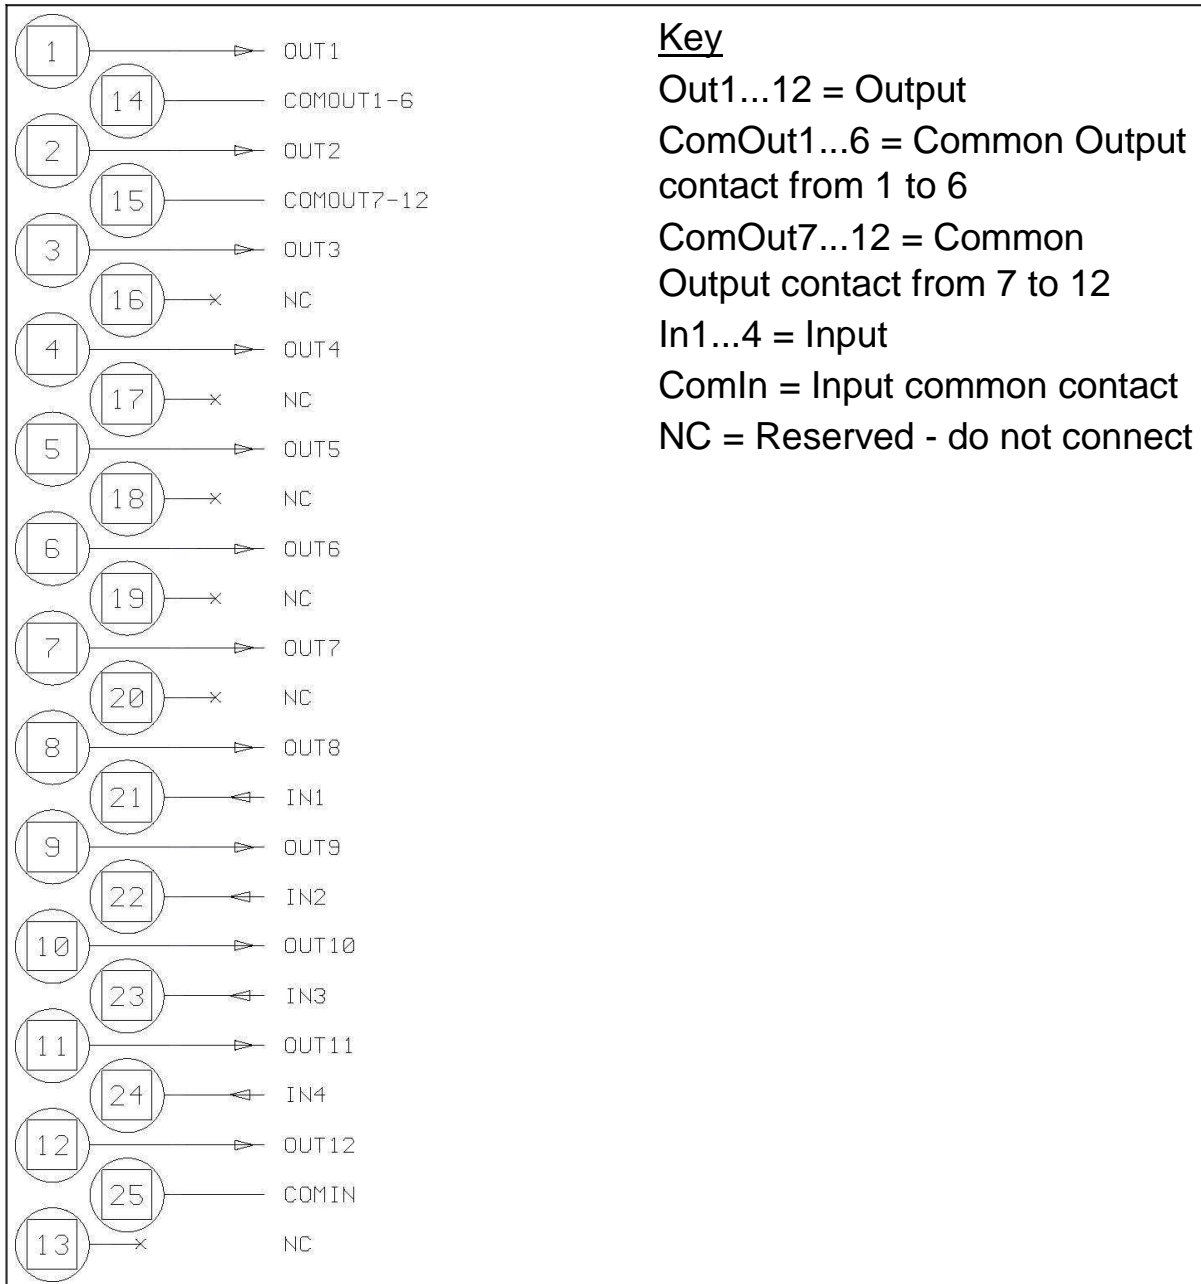 1 OUT1
14 COMOUT1-6
2 OUT2
15 COMOUT7-12
3 OUT3
16 NC
4 OUT4
17 NC
5 OUT5
18 NC
6 OUT6
19 NC
7 OUT7
20 NC
8 OUT8
21 IN1
9 OUT9
22 IN2
10 OUT10
23 IN3
11 OUT11
24 IN4
12 OUT12
25 COMIN
13 NC
Key
Out1...12 = Output
ComOut1...6 = Common Output
contact from 1 to 6
ComOut7...12 = Common
Output contact from 7 to 12
In1...4 = Input
ComIn = Input common contact
NC = Reserved - do not connect